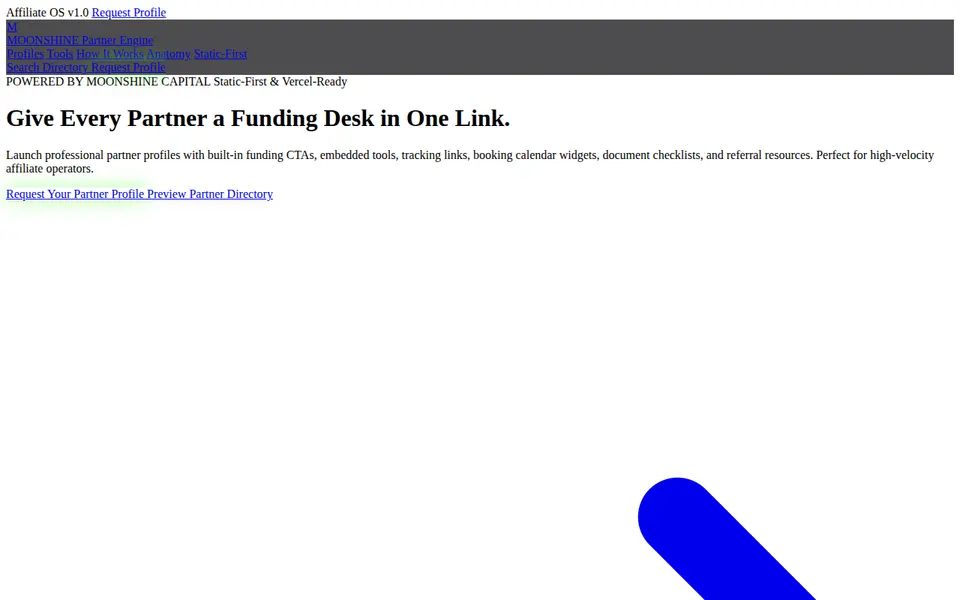 Affiliate OS v1.0 Request Profile
M
MOONSHINE Partner Engine
Profiles Tools How It Works Anatomy Static-First
Search Directory Request Profile
POWERED BY MOONSHINE CAPITAL Static-First & Vercel-Ready
Give Every Partner a Funding Desk in One Link.
Launch professional partner profiles with built-in funding CTAs, embedded tools, tracking links, booking calendar widgets, document checklists, and referral resources. Perfect for high-velocity
affiliate operators.
Request Your Partner Profile Preview Partner Directory